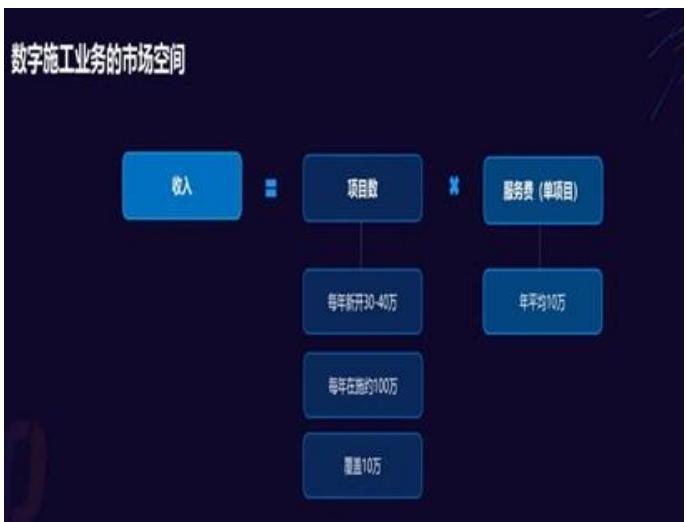 数字施工业务的市场空间
收入
=
项目数
×
服务费（单项目）
每年新开30-40万
年平均10万
每年在施约100万
覆盖10万